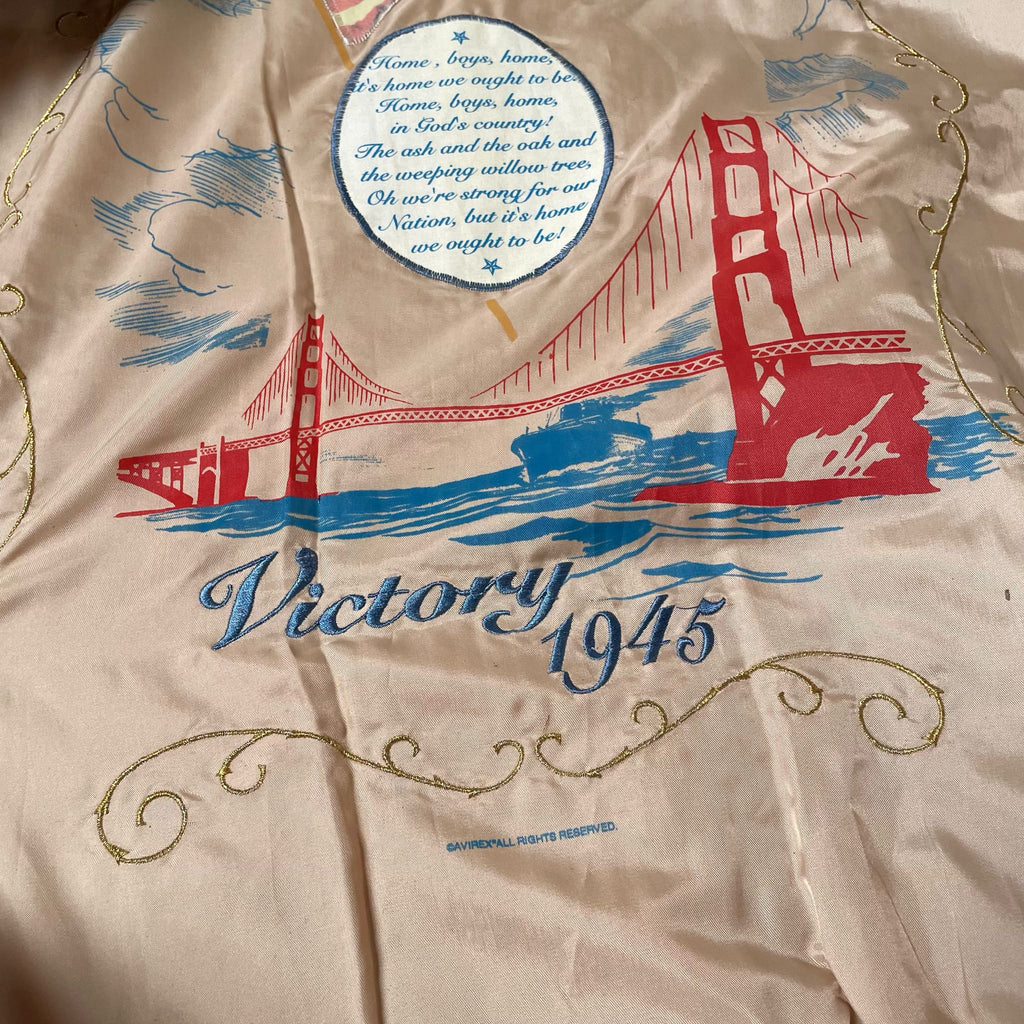 Home, boys, home,
it's home we ought to be
Home, boys, home,
in God's country!
The ash and the oak and
the weeping willow tree,
Oh we're strong for our
Nation, but it's home
we ought to be!
Victory
1945
©AVIREX® ALL RIGHTS RESERVED.